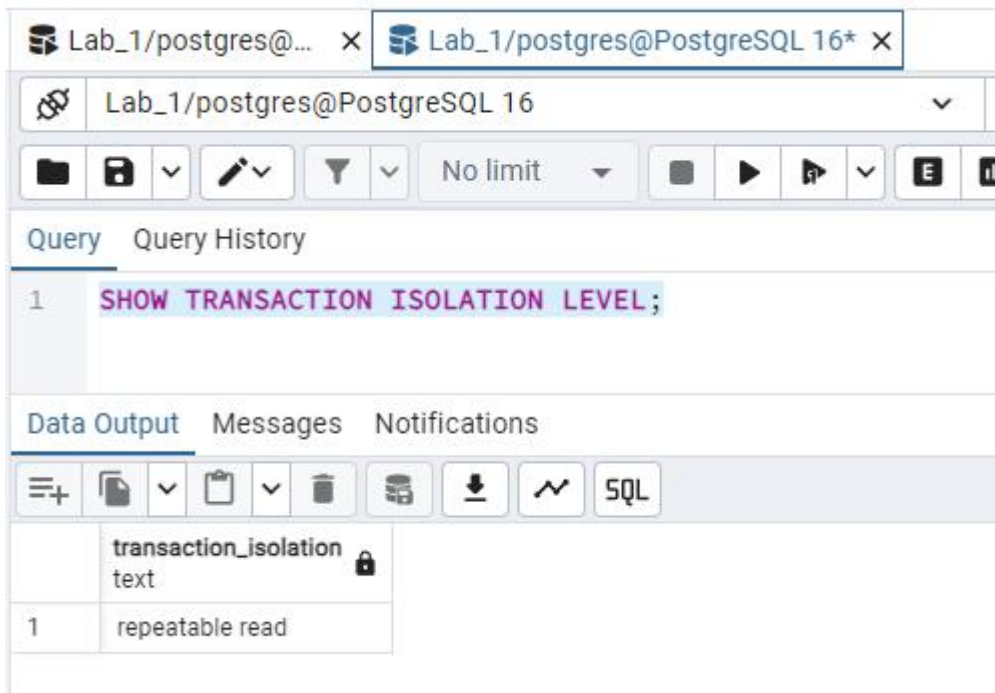 Lab_1/postgres@... Lab_1/postgres@PostgreSQL 16*
Lab_1/postgres@PostgreSQL 16
No limit E
Query Query History
1 SHOW TRANSACTION ISOLATION LEVEL;
Data Output Messages Notifications
SQL
transaction_isolation
text
1 repeatable read